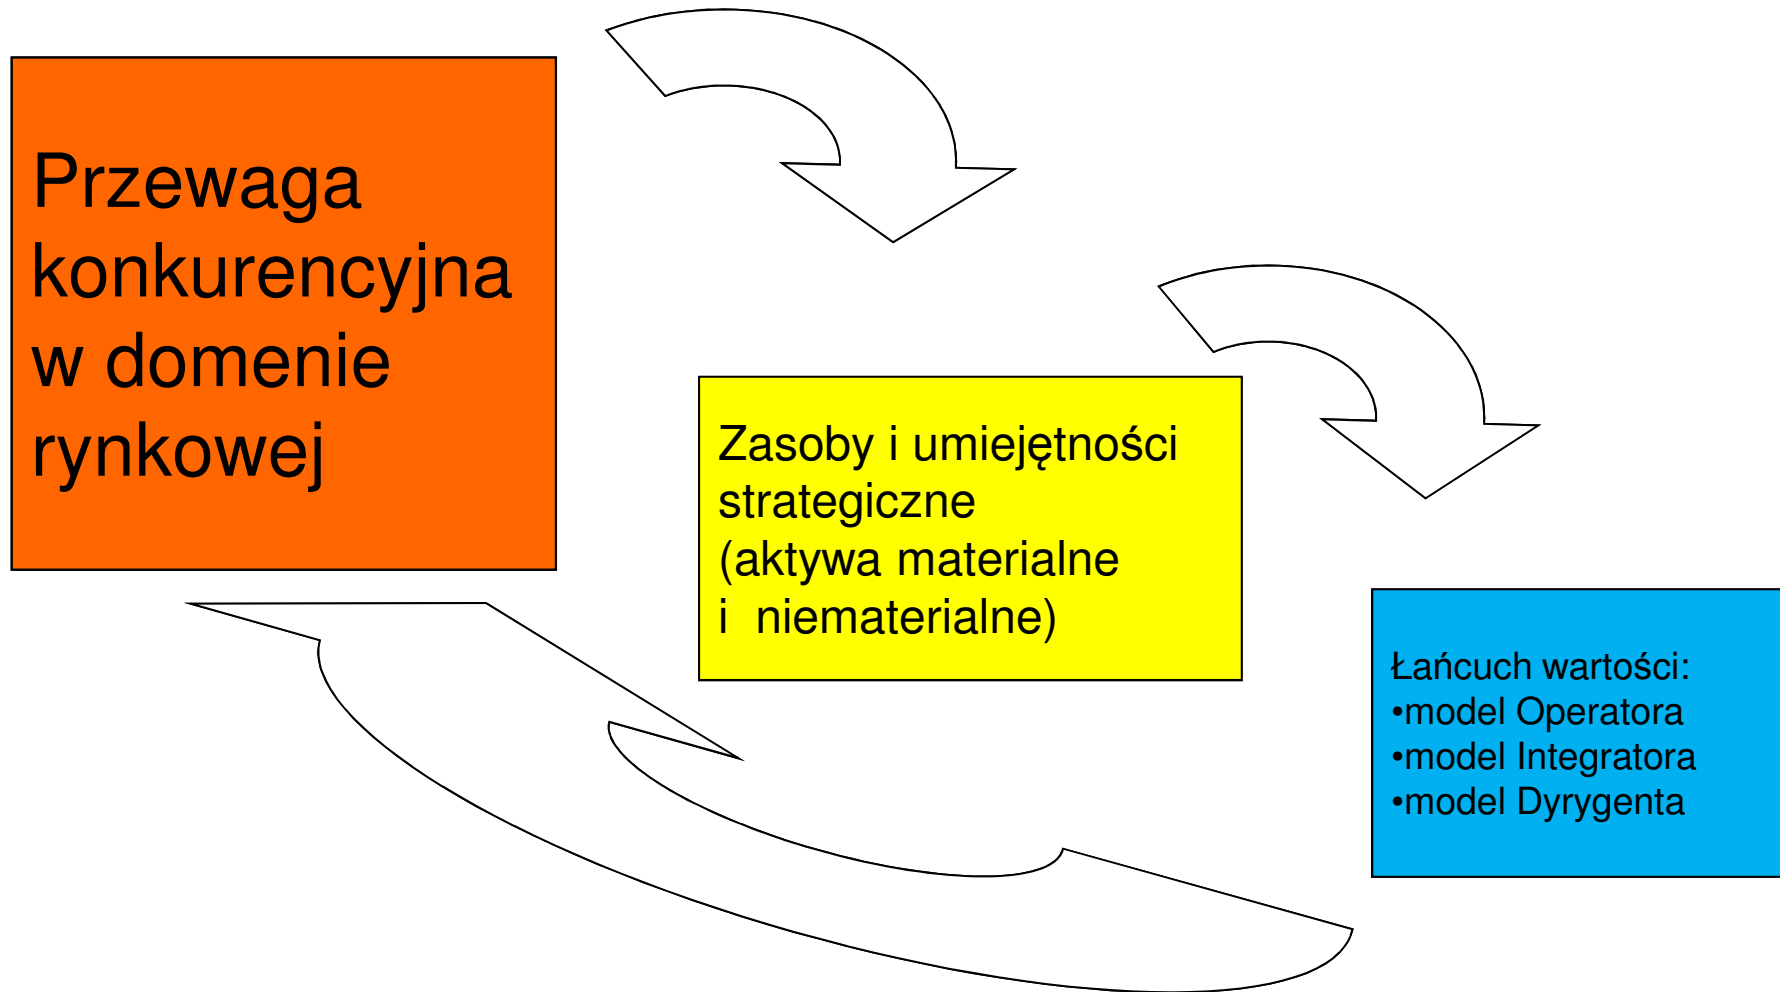 Przewaga
konkurencyjna
w domenie
rynkowej
Zasoby i umiejętności
strategiczne
(aktywa materialne
i niematerialne)
Łańcuch wartości:
•model Operatora
•model Integratora
•model Dyrygenta